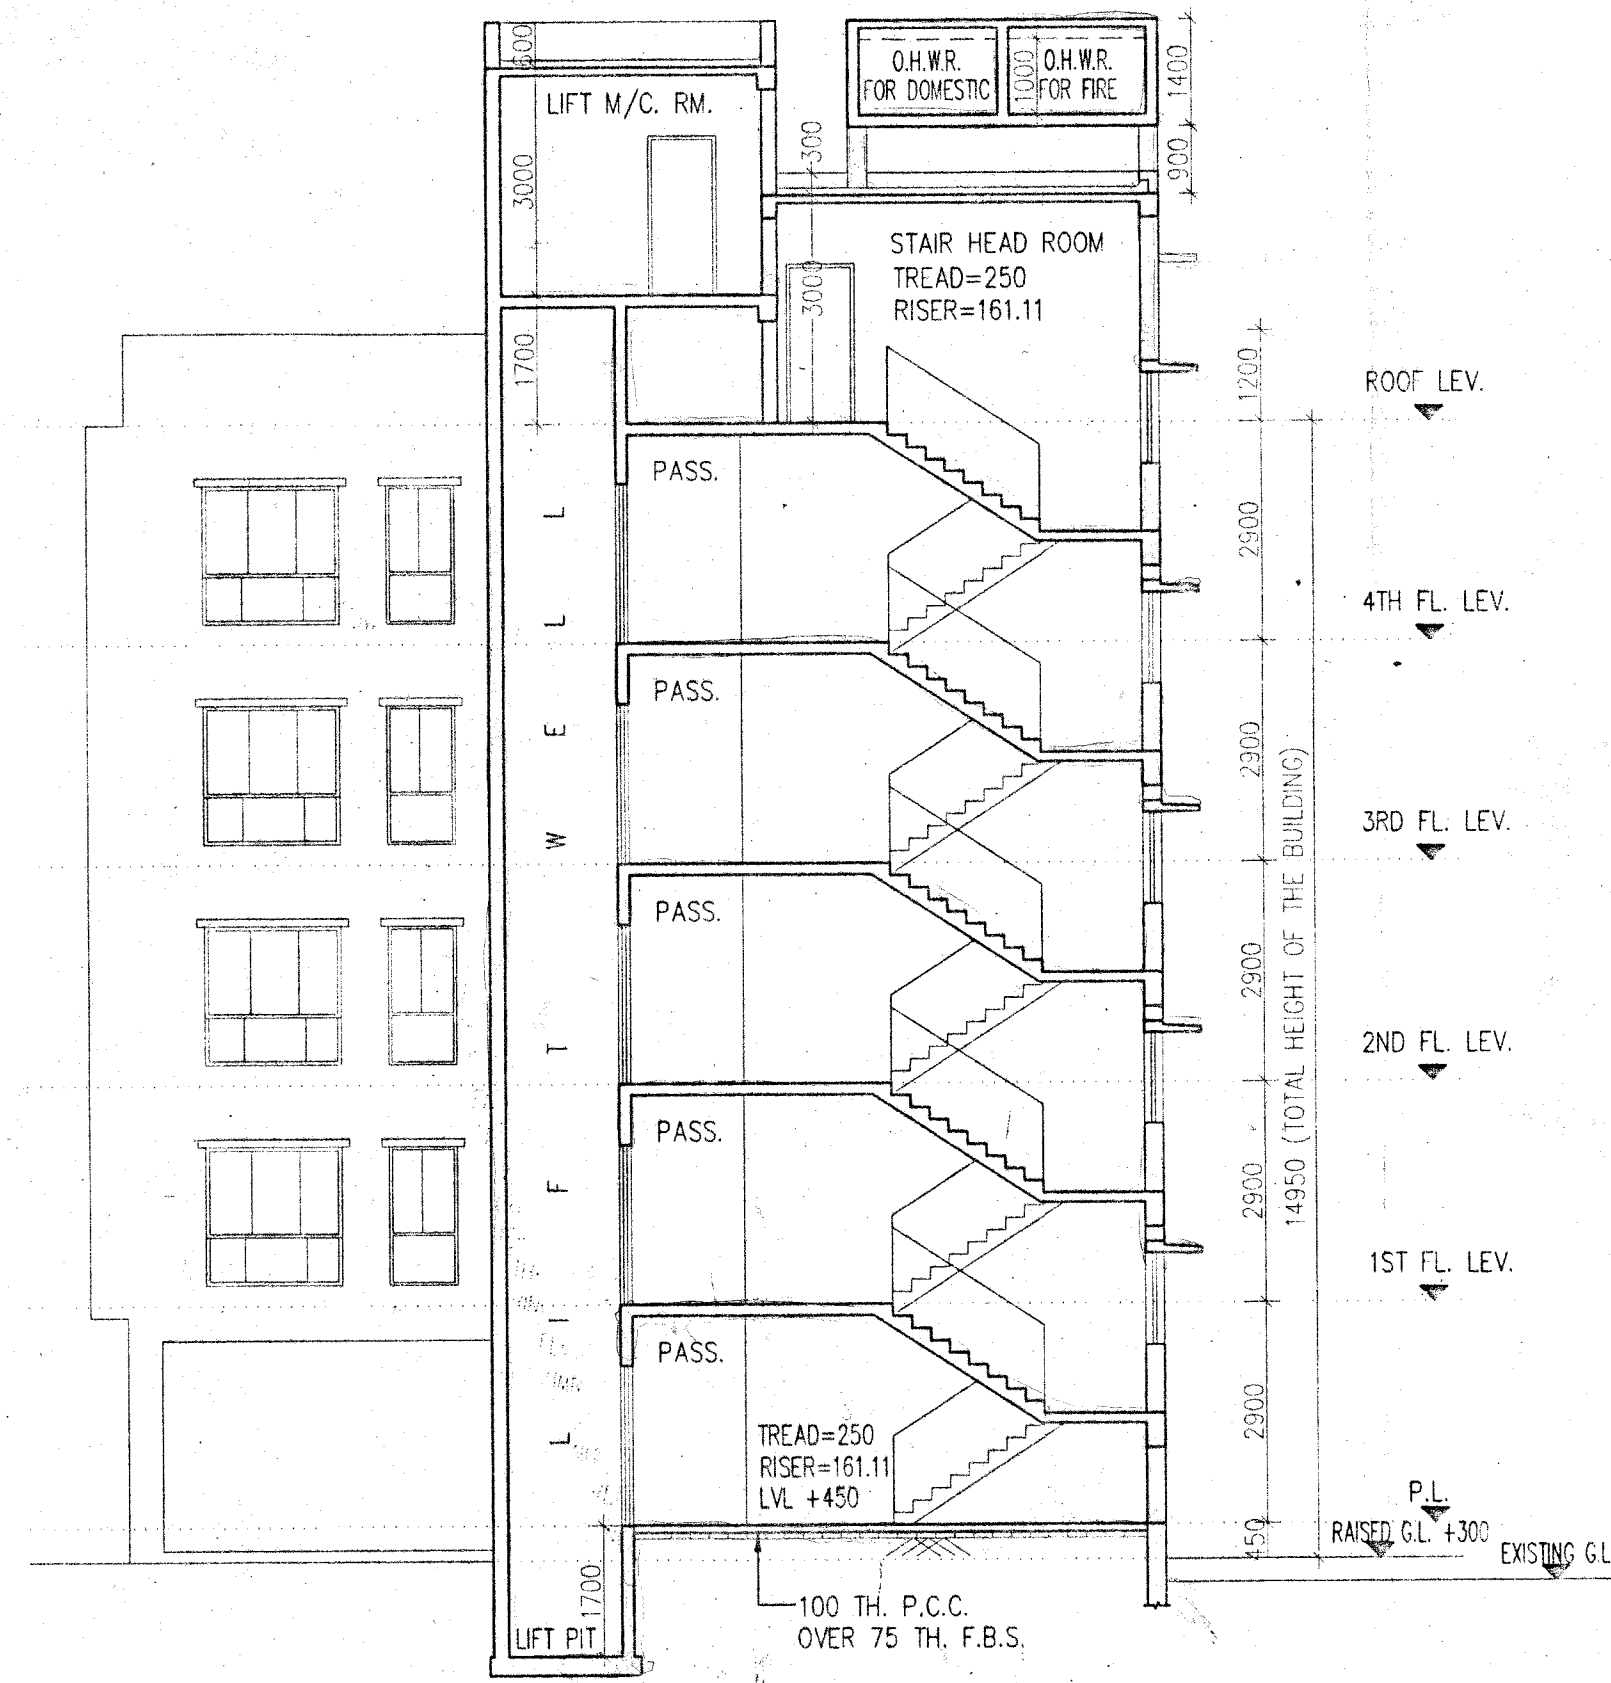 600
O.H.W.R.
FOR DOMESTIC
1000
O.H.W.R.
FOR FIRE
1400
LIFT M/C. RM.
300
900
3000
STAIR HEAD ROOM
TREAD=250
RISER=161.11
3000
1700
1200
ROOF LEV.
PASS.
2900
4TH FL. LEV.
PASS.
2900
3RD FL. LEV.
PASS.
2900
2ND FL. LEV.
PASS.
2900
14950 (TOTAL HEIGHT OF THE BUILDING)
1ST FL. LEV.
PASS.
2900
LIFT WELL
TREAD=250
RISER=161.11
LVL +450
P.L.
450
RAISED G.L. +300
EXISTING G.L
1700
100 TH. P.C.C.
OVER 75 TH. F.B.S.
LIFT PIT